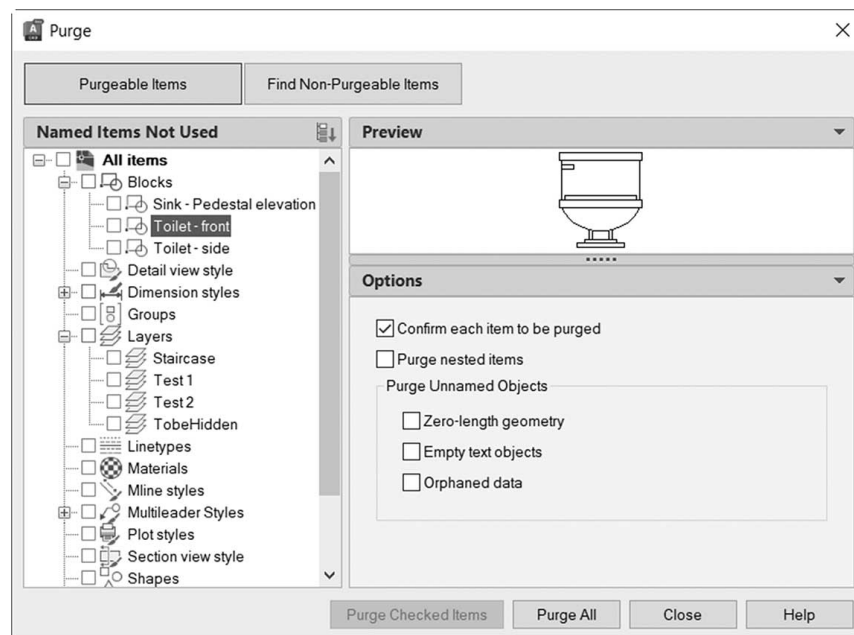 Purge
Purgeable Items
Find Non-Purgeable Items
Named Items Not Used
All items
Blocks
Sink - Pedestal elevation
Toilet - front
Toilet - side
Detail view style
Dimension styles
Groups
Layers
Staircase
Test 1
Test 2
TobeHidden
Linetypes
Materials
Mline styles
Multileader Styles
Plot styles
Section view style
Shapes
Preview
Options
Confirm each item to be purged
Purge nested items
Purge Unnamed Objects
Zero-length geometry
Empty text objects
Orphaned data
Purge Checked Items
Purge All
Close
Help